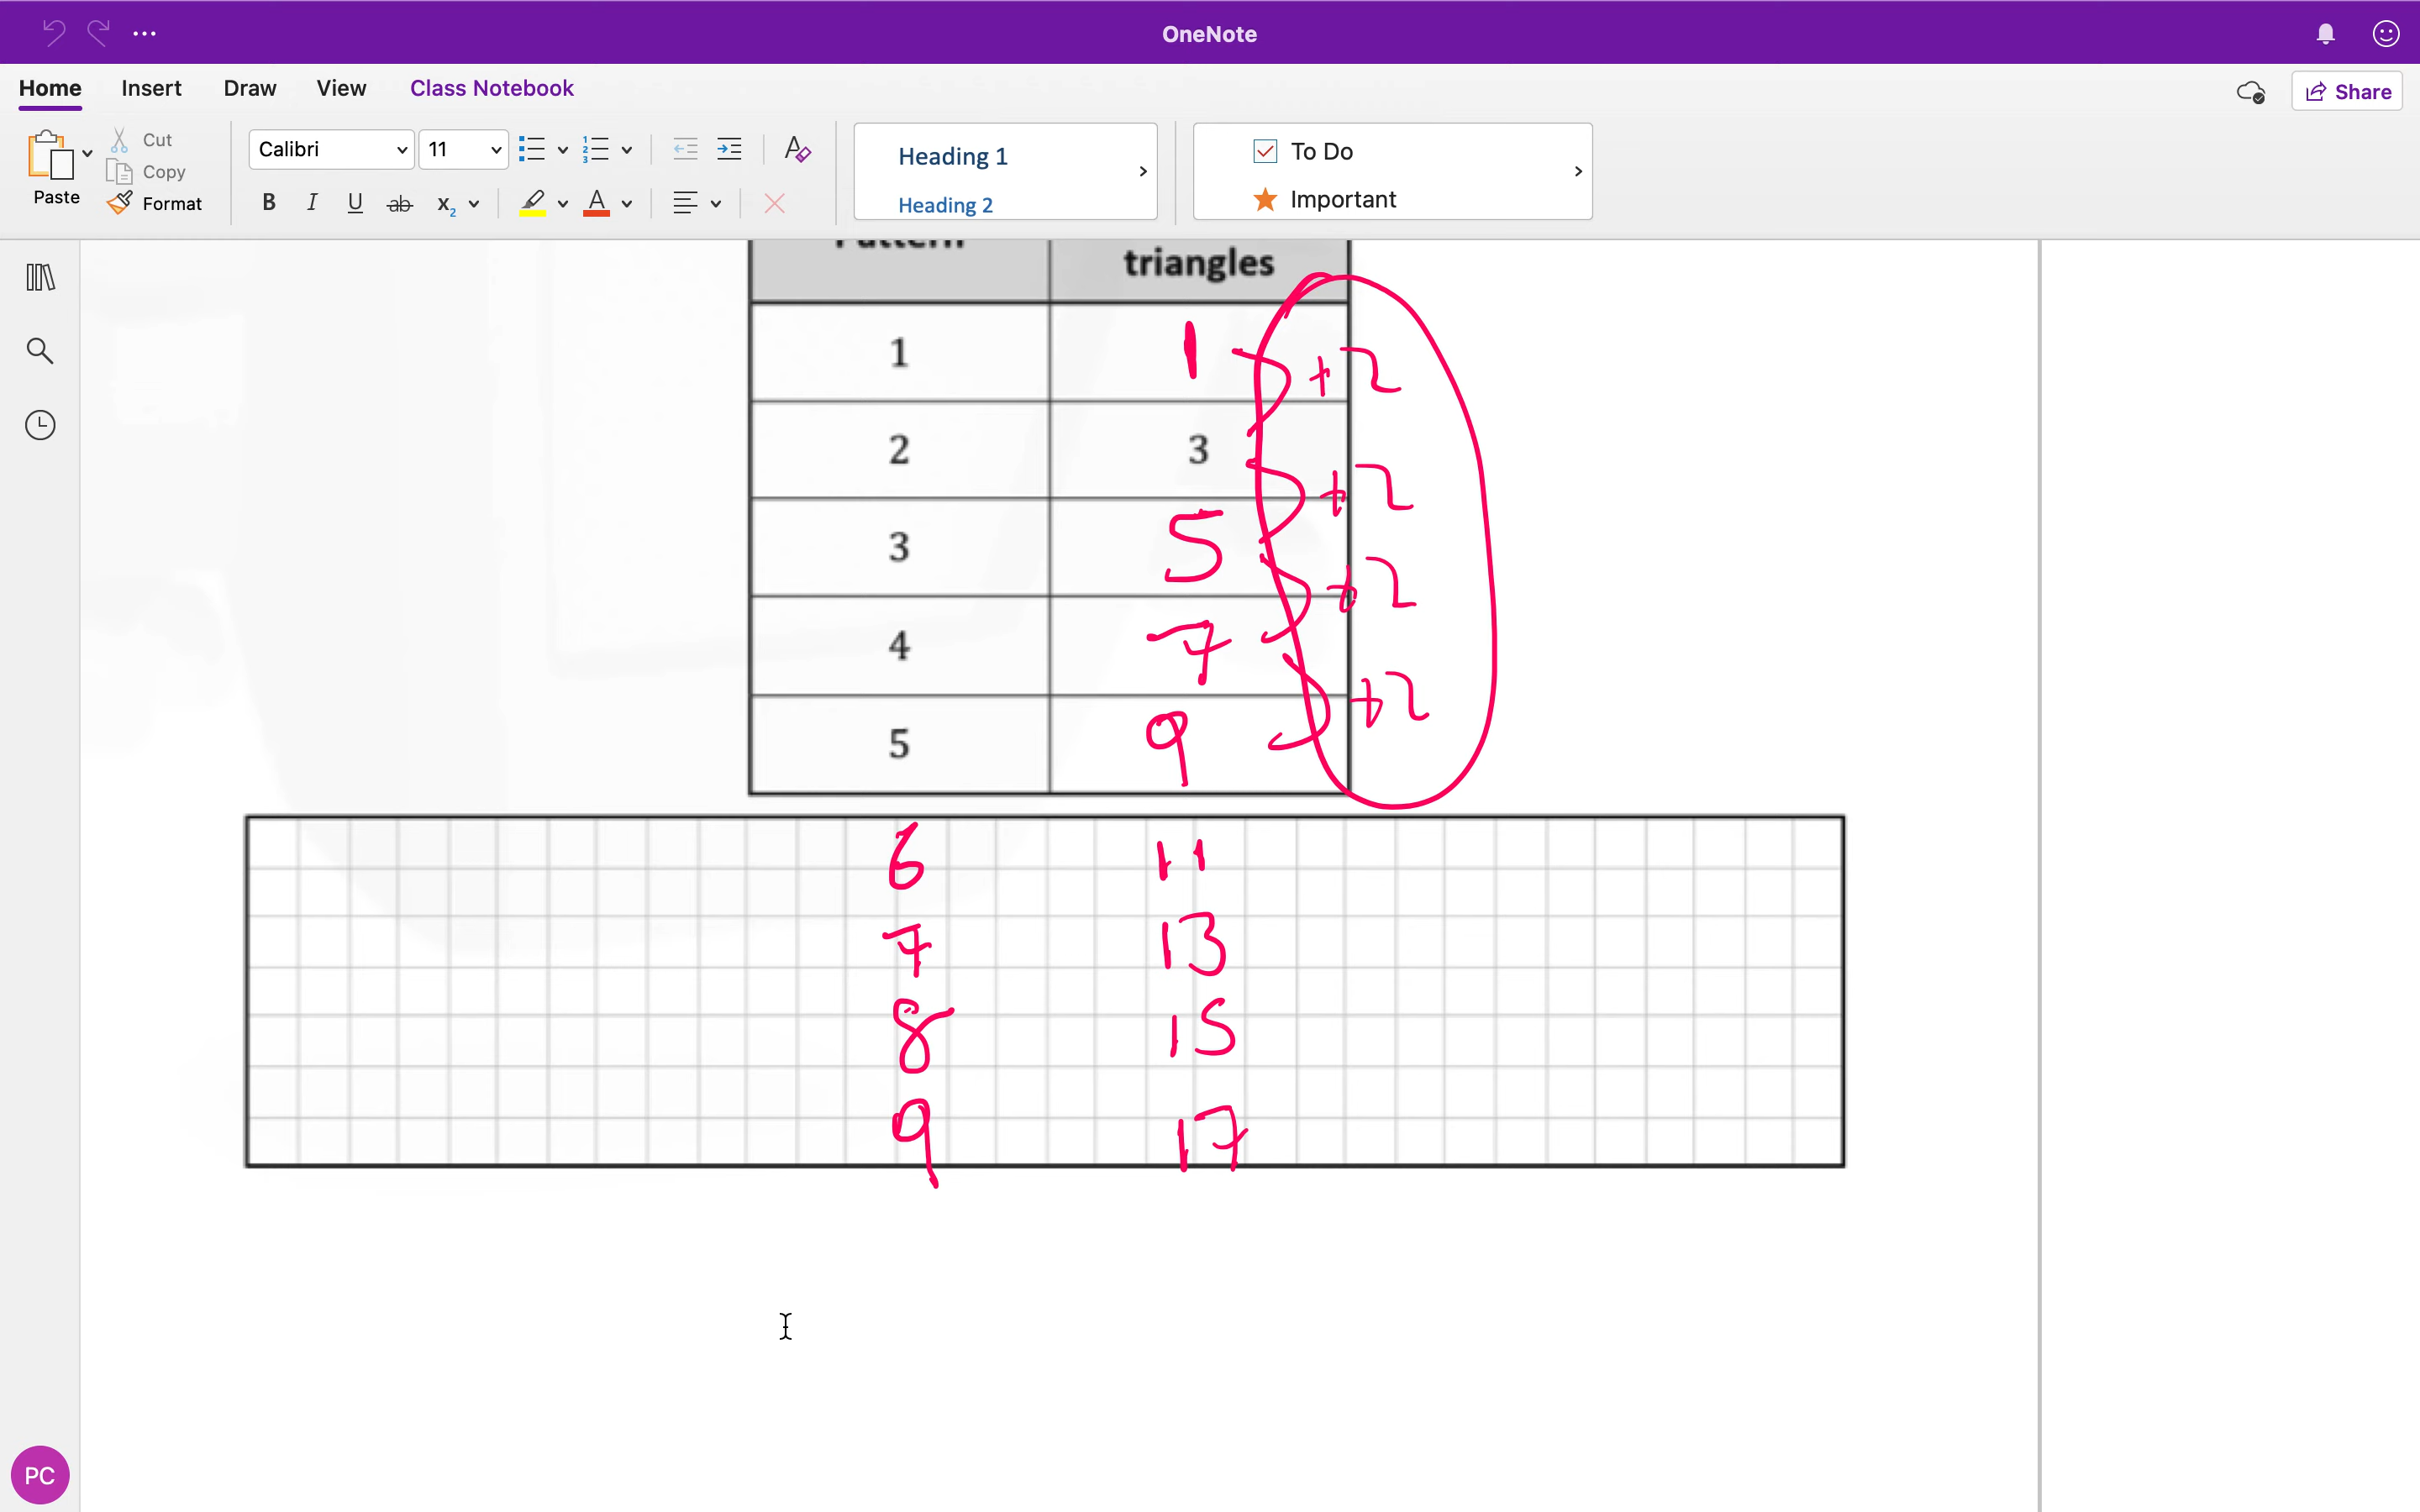 OneNote
Home Insert Draw View Class Notebook Share
Paste Cut Copy Format
Calibri 11
B I U ab x₂ A
Heading 1
Heading 2
To Do
Important
Pattern triangles
1 1 +2
2 3 +2
3 5 +2
4 7 +2
5 9
6 11
7 13
8 15
9 17
PC